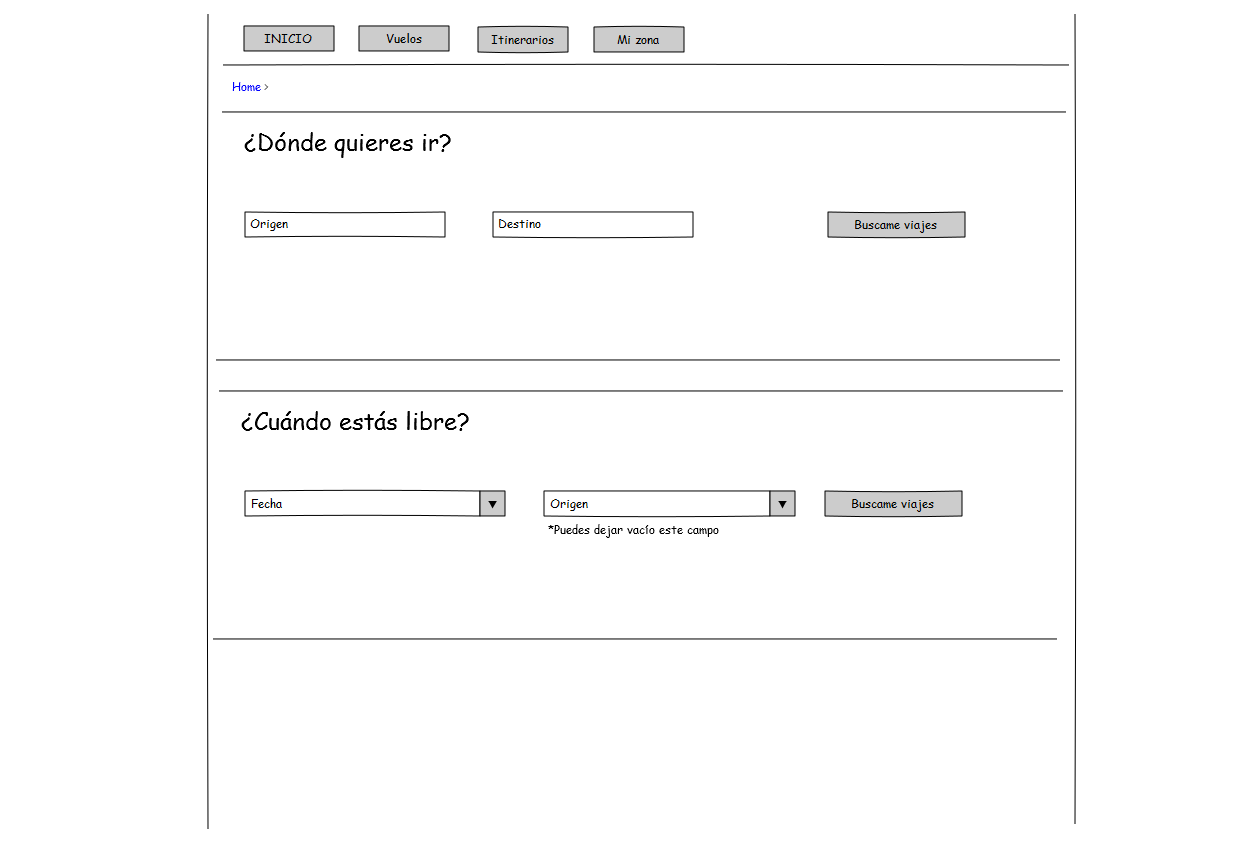 INICIO Vuelos Itinerarios Mi zona
Home >
¿Dónde quieres ir?
Origen Destino Buscame viajes
¿Cuándo estás libre?
Fecha ▼ Origen ▼ Buscame viajes
*Puedes dejar vacío este campo